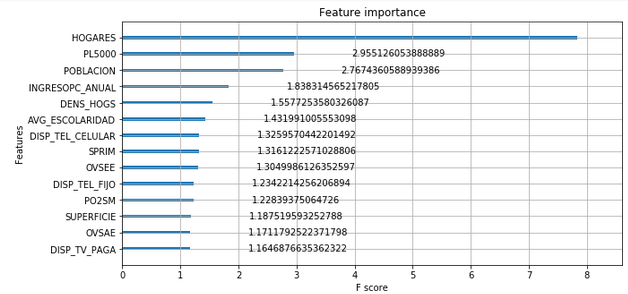 Feature importance
HOGARES
PL5000 2.955126053888889
POBLACION 2.7674360588939386
INGRESOPC_ANUAL 1.838314565217805
DENS_HOGS 1.5577253580326087
AVG_ESCOLARIDAD 1.431991005553098
DISP_TEL_CELULAR 1.3259570442201492
SPRIM 1.3161222571028806
OVSEE 1.3049986126352597
DISP_TEL_FIJO 1.2342214256206894
PO2SM 1.22839375064726
SUPERFICIE 1.187519593252788
OVSAE 1.1711792522371798
DISP_TV_PAGA 1.1646876635362322
Features
0 1 2 3 4 5 6 7 8
F score